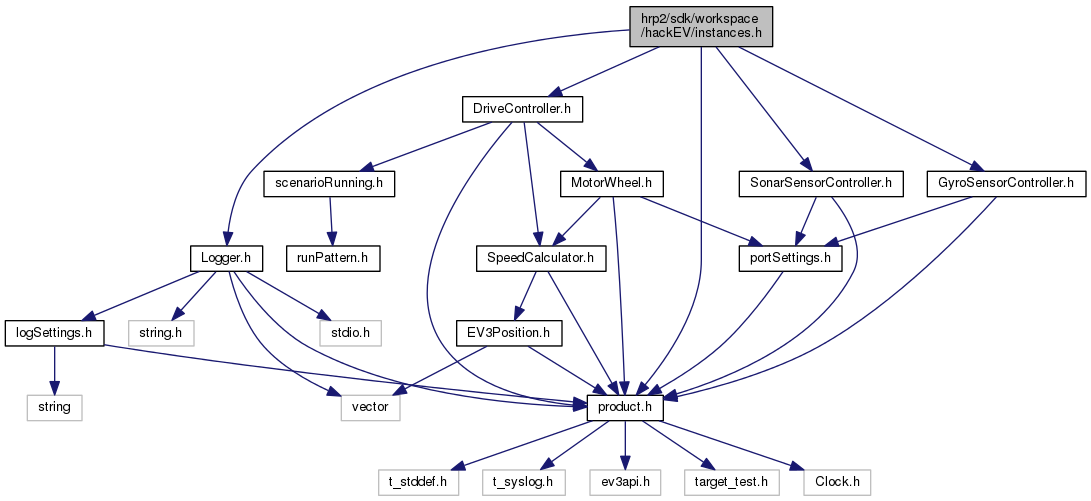 hrp2/sdk/workspace
/hackEV/instances.h
DriveController.h
scenarioRunning.h
MotorWheel.h
SonarSensorController.h
GyroSensorController.h
Logger.h
runPattern.h
SpeedCalculator.h
portSettings.h
logSettings.h
string.h
stdio.h
EV3Position.h
string
vector
product.h
t_stddef.h
t_syslog.h
ev3api.h
target_test.h
Clock.h